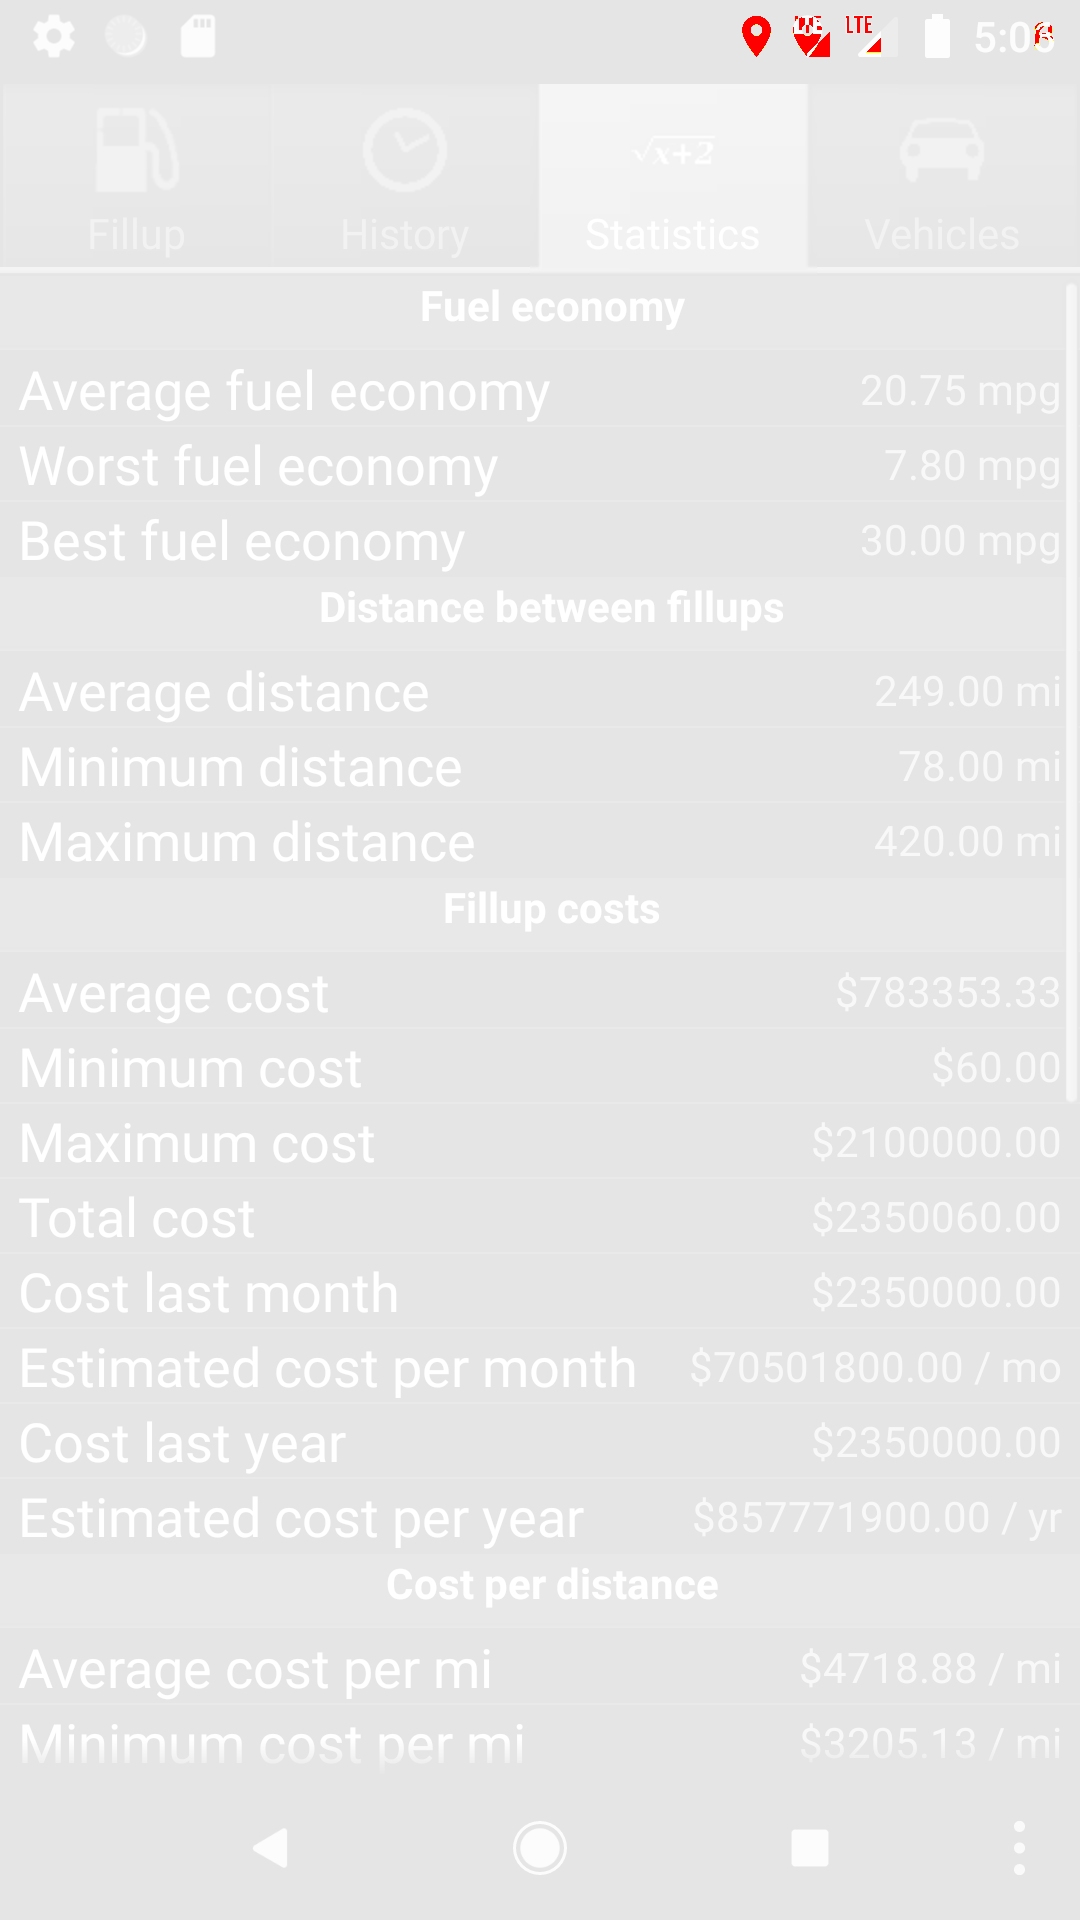 LTE LTE
Fillup History √x+2 Statistics Vehicles
Fuel economy
Average fuel economy 20.75 mpg
Worst fuel economy 7.80 mpg
Best fuel economy 30.00 mpg
Distance between fillups
Average distance 249.00 mi
Minimum distance 78.00 mi
Maximum distance 420.00 mi
Fillup costs
Average cost $783353.33
Minimum cost $60.00
Maximum cost $2100000.00
Total cost $2350060.00
Cost last month $2350000.00
Estimated cost per month $70501800.00 / mo
Cost last year $2350000.00
Estimated cost per year $857771900.00 / yr
Cost per distance
Average cost per mi $4718.88 / mi
Minimum cost per mi $3205.13 / mi